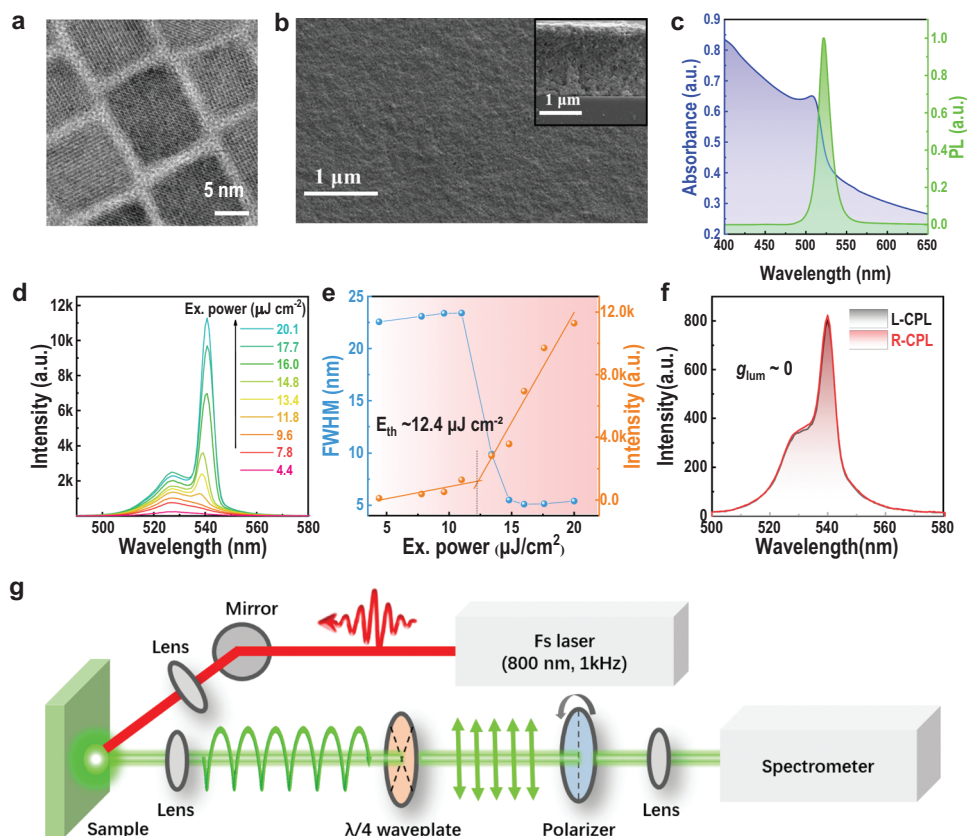 a
5 nm
b
1 µm
1 µm
c
Absorbance (a.u.)
0.9
0.8
0.7
0.6
0.5
0.4
0.3
0.2
400 450 500 550 600 650
Wavelength (nm)
1.0
0.8
0.6
0.4
0.2
0.0
PL (a.u.)
d
Intensity (a.u.)
12k
10k
8k
6k
4k
2k
Ex. power (µJ cm-2)
20.1
17.7
16.0
14.8
13.4
11.8
9.6
7.8
4.4
500 520 540 560 580
Wavelength (nm)
e
FWHM (nm)
25
20
15
10
5
Eth ~12.4 µJ cm-2
5 10 15 20
Ex. power (µJ/cm2)
12.0k
8.0k
4.0k
0.0
Intensity (a.u.)
f
Intensity(a.u.)
800
600
400
200
0
L-CPL
R-CPL
glum ~ 0
500 520 540 560 580
Wavelength(nm)
g
Mirror
Lens
Fs laser
(800 nm, 1kHz)
Lens
Sample
λ/4 waveplate
Polarizer
Lens
Spectrometer